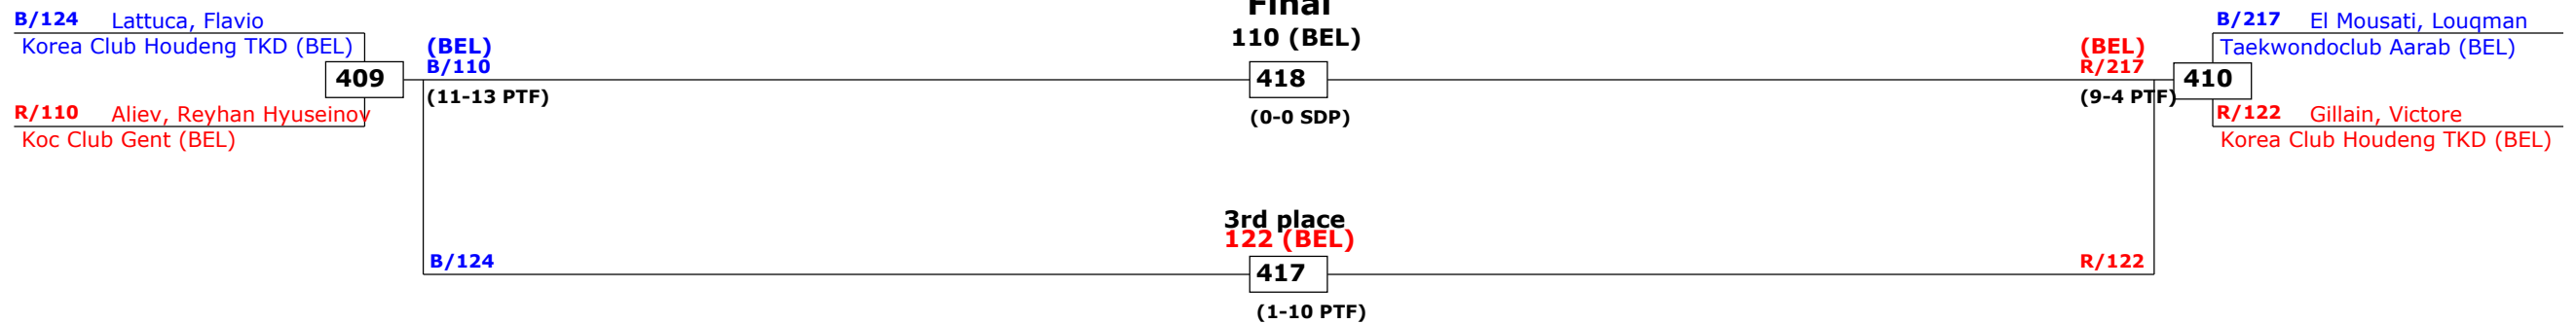 B/124 Lattuca, Flavio
Korea Club Houdeng TKD (BEL)
409
R/110 Aliev, Reyhan Hyuseinov
Koc Club Gent (BEL)
(BEL)
B/110
(11-13 PTF)
Final
110 (BEL)
418
(0-0 SDP)
(BEL)
R/217
(9-4 PTF)
B/217 El Mousati, Louqman
Taekwondoclub Aarab (BEL)
410
R/122 Gillain, Victore
Korea Club Houdeng TKD (BEL)
B/124
3rd place
122 (BEL)
417
(1-10 PTF)
R/122